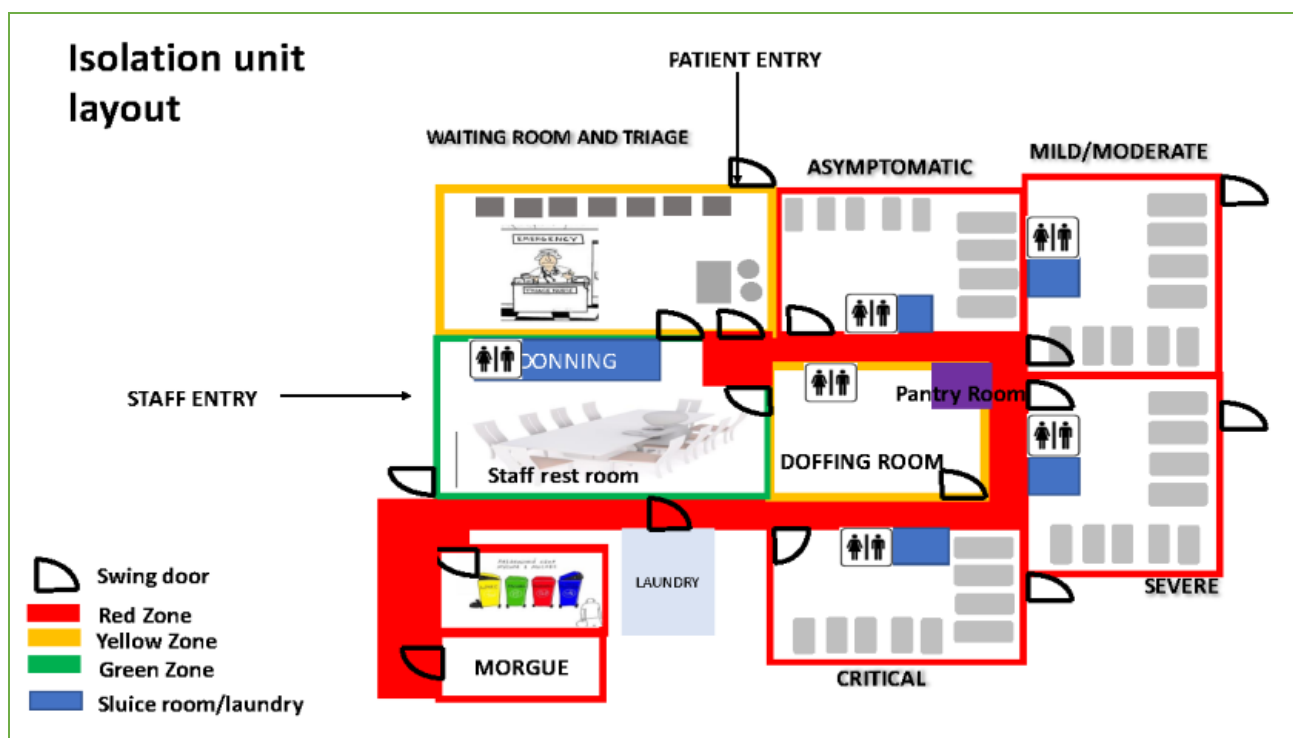 Isolation unit
layout
PATIENT ENTRY
WAITING ROOM AND TRIAGE
ASYMPTOMATIC
MILD/MODERATE
EMERGENCY
TRIAGE NURSE
DONNING
STAFF ENTRY
Pantry Room
DOFFING ROOM
Staff rest room
LAUNDRY
Swing door
Red Zone
Yellow Zone
Green Zone
Sluice room/laundry
MORGUE
SEVERE
CRITICAL